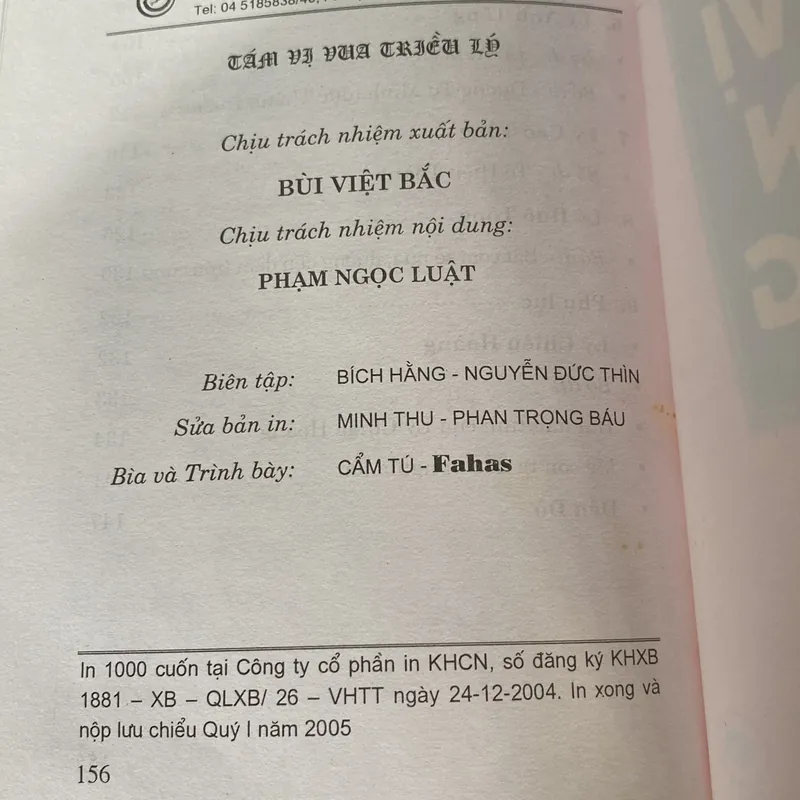 Tel: 04 5185838/40,
TÁM VỊ VUA TRIỀU LÝ
Chịu trách nhiệm xuất bản:
BÙI VIỆT BẮC
Chịu trách nhiệm nội dung:
PHẠM NGỌC LUẬT
Biên tập: BÍCH HẰNG - NGUYỄN ĐỨC THÌN
Sửa bản in: MINH THU - PHAN TRỌNG BÁU
Bìa và Trình bày: CẨM TÚ - Fahas
In 1000 cuốn tại Công ty cổ phần in KHCN, số đăng ký KHXB
1881 – XB – QLXB/ 26 – VHTT ngày 24-12-2004. In xong và
nộp lưu chiểu Quý I năm 2005
156